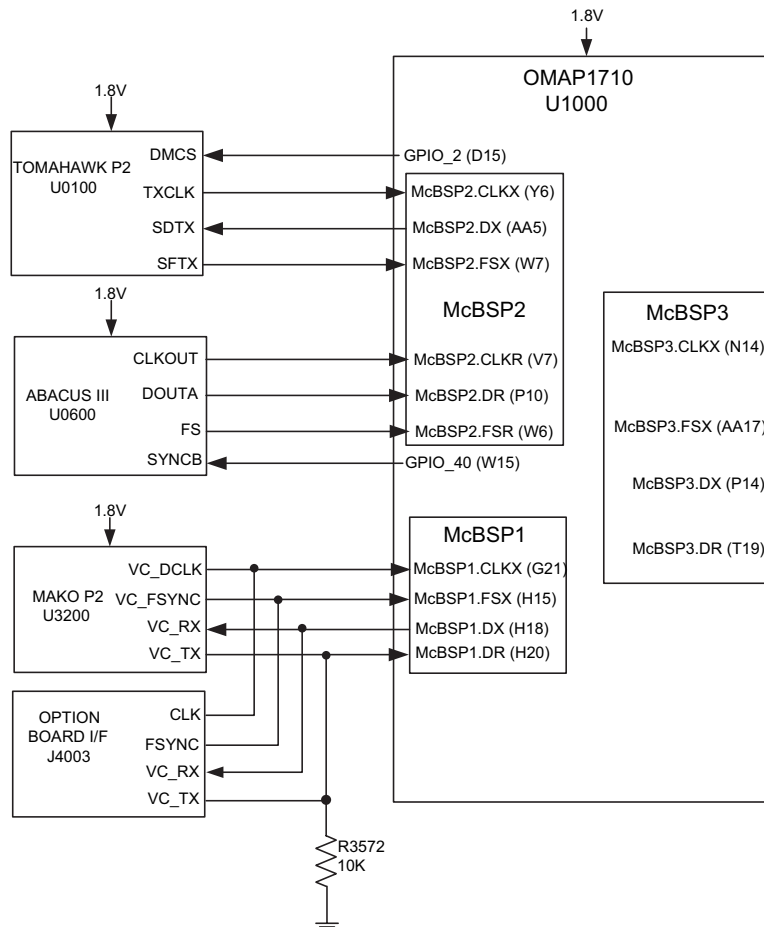 1.8V
OMAP1710
U1000
1.8V
TOMAHAWK P2
U0100
DMCS
TXCLK
SDTX
SFTX
GPIO_2 (D15)
McBSP2.CLKX (Y6)
McBSP2.DX (AA5)
McBSP2.FSX (W7)
McBSP2
1.8V
ABACUS III
U0600
CLKOUT
DOUTA
FS
SYNCB
McBSP2.CLKR (V7)
McBSP2.DR (P10)
McBSP2.FSR (W6)
GPIO_40 (W15)
McBSP3
McBSP3.CLKX (N14)
McBSP3.FSX (AA17)
McBSP3.DX (P14)
McBSP3.DR (T19)
1.8V
MAKO P2
U3200
VC_DCLK
VC_FSYNC
VC_RX
VC_TX
McBSP1
McBSP1.CLKX (G21)
McBSP1.FSX (H15)
McBSP1.DX (H18)
McBSP1.DR (H20)
OPTION
BOARD I/F
J4003
CLK
FSYNC
VC_RX
VC_TX
R3572
10K